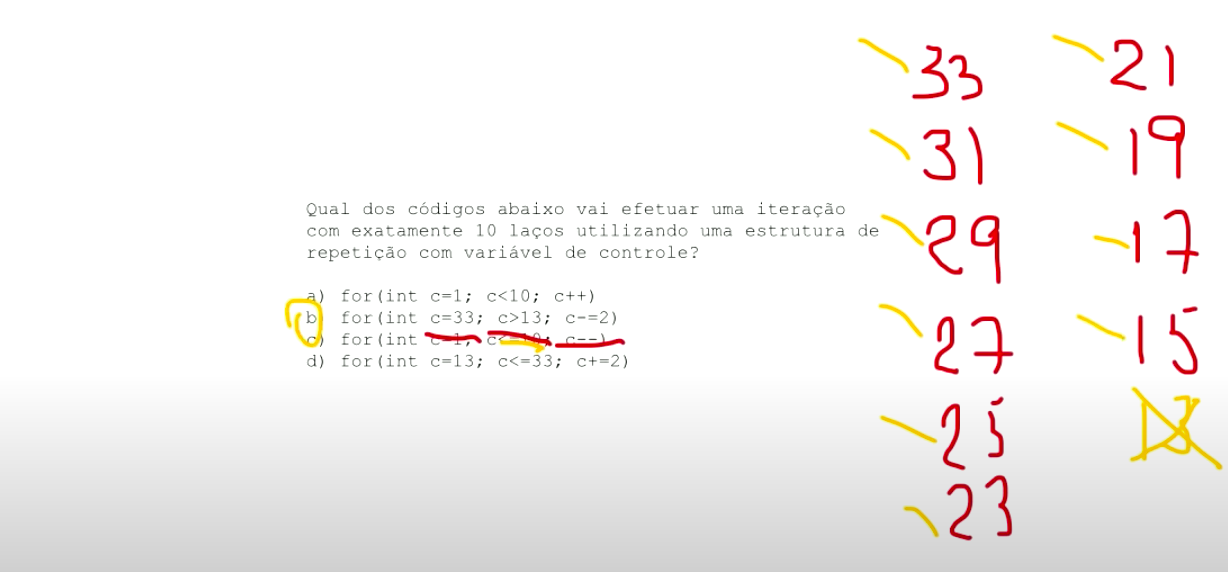 Qual dos códigos abaixo vai efetuar uma iteração
com exatamente 10 laços utilizando uma estrutura de
repetição com variável de controle?
a) for(int c=1; c<10; c++)
b) for(int c=33; c>13; c-=2)
c) for(int c=1; c<=10; c--)
d) for(int c=13; c<=33; c+=2)
33
31
29
27
25
23
21
19
17
15
13